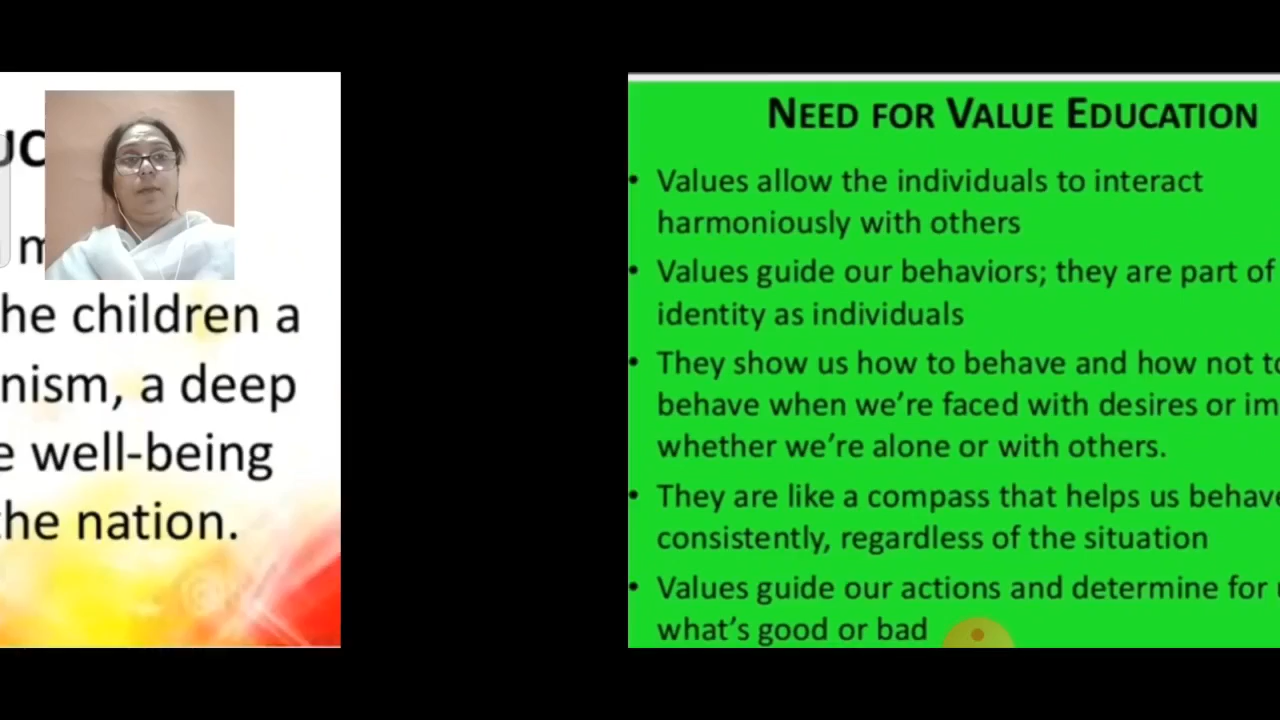 UC
m
he children a
nism, a deep
e well-being
the nation.
NEED FOR VALUE EDUCATION
• Values allow the individuals to interact
harmoniously with others
• Values guide our behaviors; they are part of
identity as individuals
• They show us how to behave and how not to
behave when we're faced with desires or im
whether we're alone or with others.
• They are like a compass that helps us behave
consistently, regardless of the situation
• Values guide our actions and determine for
what's good or bad